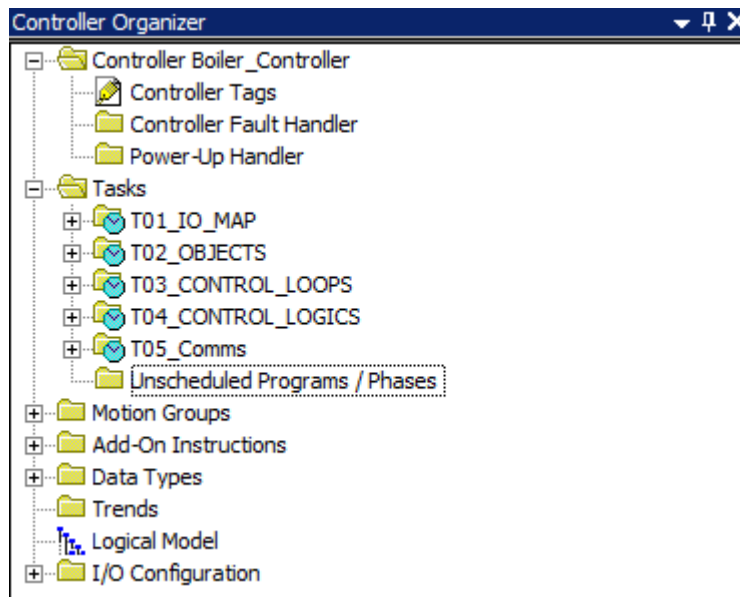 Controller Organizer
Controller Boiler_Controller
Controller Tags
Controller Fault Handler
Power-Up Handler
Tasks
T01_IO_MAP
T02_OBJECTS
T03_CONTROL_LOOPS
T04_CONTROL_LOGICS
T05_Comms
Unscheduled Programs / Phases
Motion Groups
Add-On Instructions
Data Types
Trends
Logical Model
I/O Configuration